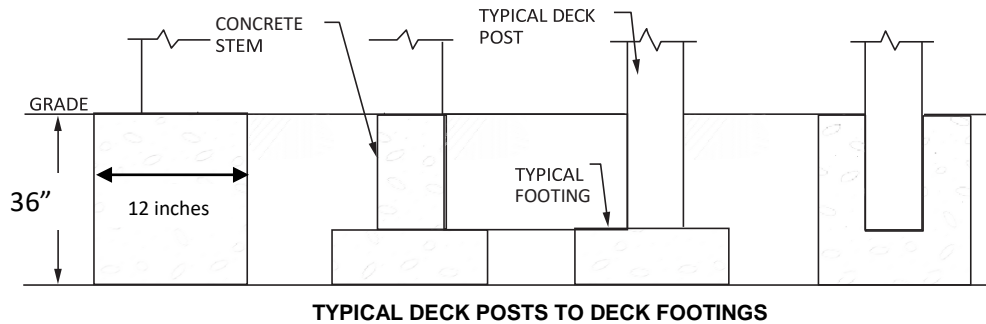 CONCRETE
STEM
TYPICAL DECK
POST
GRADE
36”
12 inches
TYPICAL
FOOTING
TYPICAL DECK POSTS TO DECK FOOTINGS